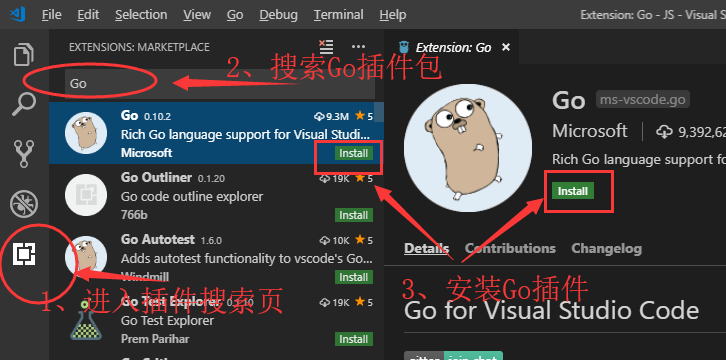 File Edit Selection View Go Debug Terminal Help Extension: Go - JS - Visual S
EXTENSIONS: MARKETPLACE
Extension: Go
2、搜索Go插件包
Go
Go 0.10.2 9.3M 5
Rich Go language support for Visual Studi...
Microsoft Install
Go Outliner 0.1.20 19K 5
Go code outline explorer
766b Install
Go Autotest 1.6.0 10K 5
Adds autotest functionality to vscode's Go...
Windmill Install
1、进入插件搜索页
Go Test Explorer 19K 5
Go Test Explorer
Prem Parihar Install
Go ms-vscode.go
Microsoft 9,392,6
Rich Go language support fo
Install
Details Contributions Changelog
3、安装Go插件
Go for Visual Studio Code